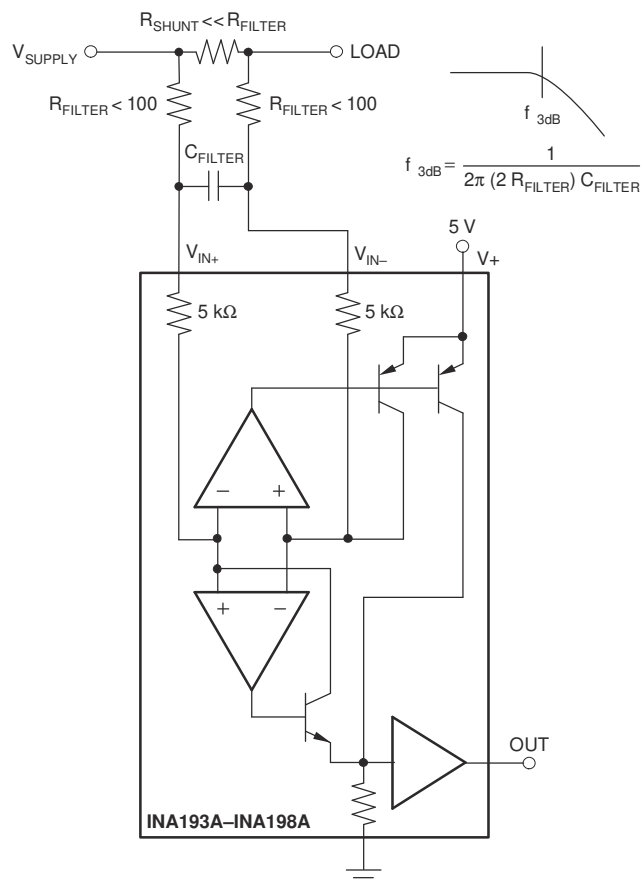 R_SHUNT << R_FILTER
V_SUPPLY
LOAD
R_FILTER < 100
R_FILTER < 100
C_FILTER
f_3dB
f_3dB = 1 / 2π (2 R_FILTER) C_FILTER
5 V
V+
V_IN+
V_IN–
5 kΩ
5 kΩ
– +
+ –
OUT
INA193A–INA198A